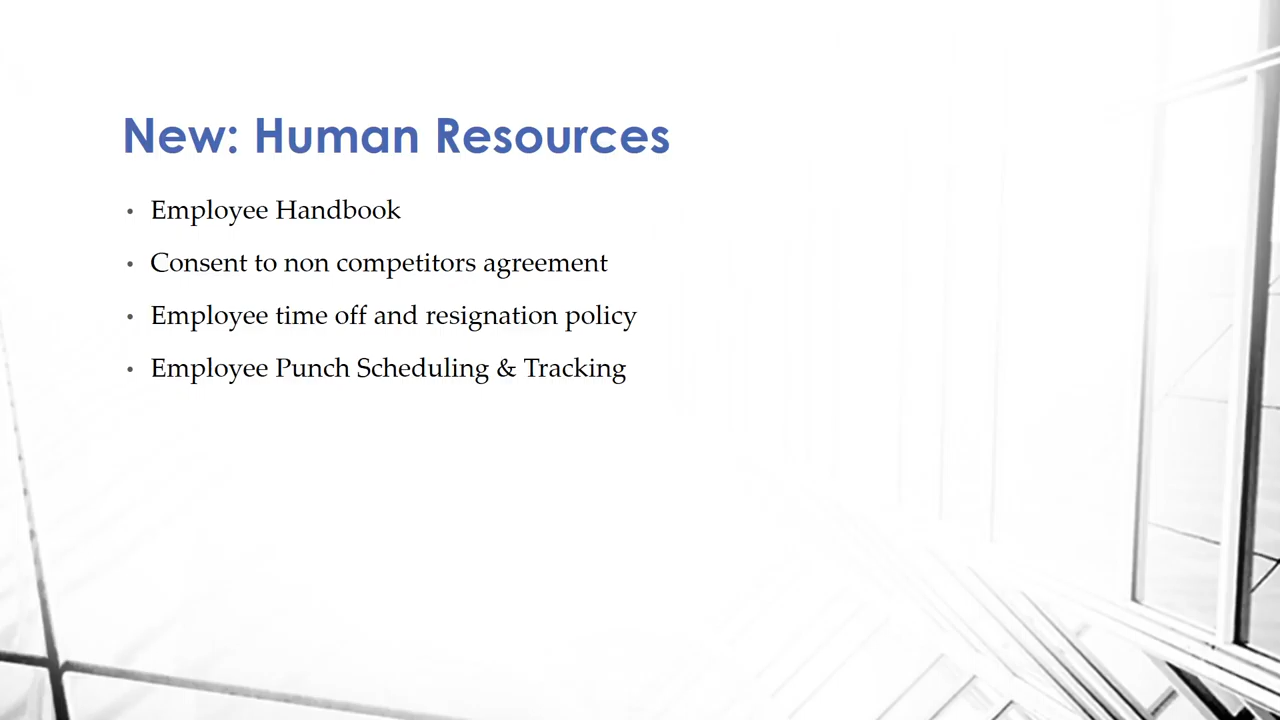 New: Human Resources
• Employee Handbook
• Consent to non competitors agreement
• Employee time off and resignation policy
• Employee Punch Scheduling & Tracking